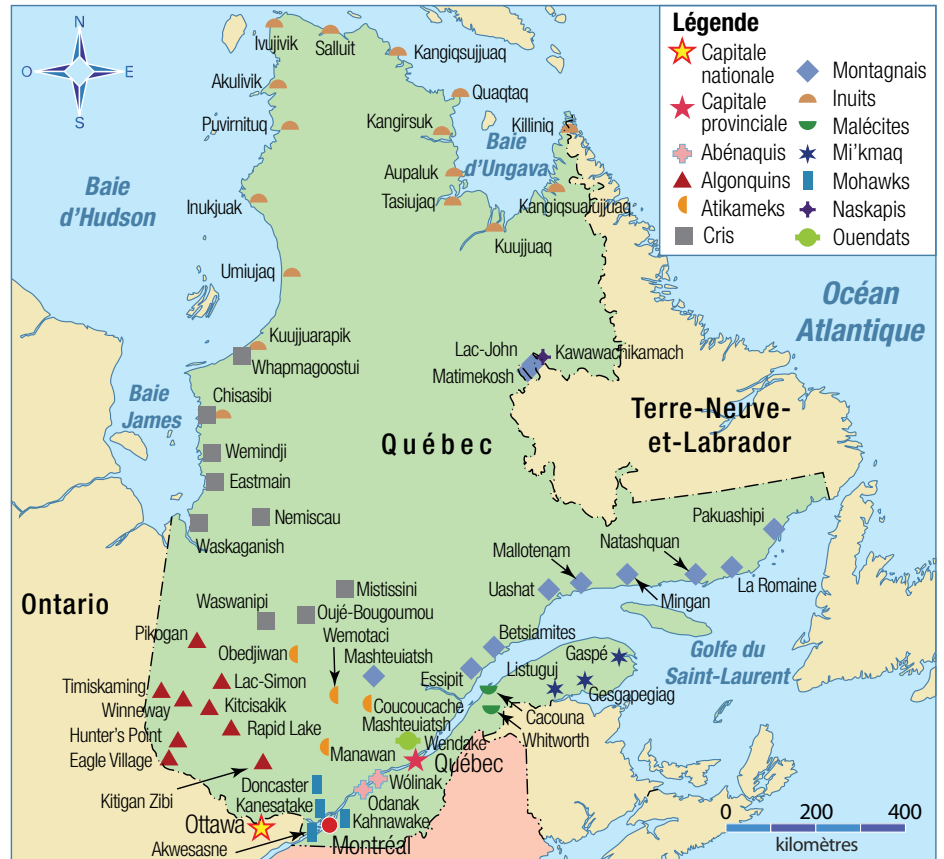 N
O
E
S
Légende
Capitale
nationale
Capitale
provinciale
Abénaquis
Algonquins
Atikameks
Cris
Montagnais
Inuits
Malécites
Mi'kmaq
Mohawks
Naskapis
Ouendats
Ivujivik
Salluit
Kangiqsujjuaq
Akulivik
Quaqtaq
Puvirnituq
Kangirsuk
Killiniq
Baie
d'Ungava
Baie
d'Hudson
Aupaluk
Tasiujaq
Inukjuak
Kangiqsualujjuaq
Kuujjuaq
Umiujaq
Océan
Atlantique
Kuujjuarapik
Whapmagoostui
Lac-John
Kawawachikamach
Matimekosh
Chisasibi
Baie
James
Terre-Neuve-
et-Labrador
Québec
Wemindji
Eastmain
Nemiscau
Waskaganish
Pakuashipi
Natashquan
Mallotenam
La Romaine
Uashat
Mingan
Ontario
Mistissini
Waswanipi
Oujé-Bougoumou
Wemotaci
Betsiamites
Pikogan
Obedjiwan
Mashteuiatsh
Essipit
Listuguj
Gaspé
Gesgapegiag
Golfe du
Saint-Laurent
Timiskaming
Lac-Simon
Winneway
Kitcisakik
Coucoucache
Mashteuiatsh
Cacouna
Whitworth
Hunter's Point
Rapid Lake
Eagle Village
Manawan
Wendake
Québec
Kitigan Zibi
Doncaster
Wôlinak
Kanesatake
Odanak
Kahnawake
Ottawa
Akwesasne
Montréal
0 200 400
kilomètres